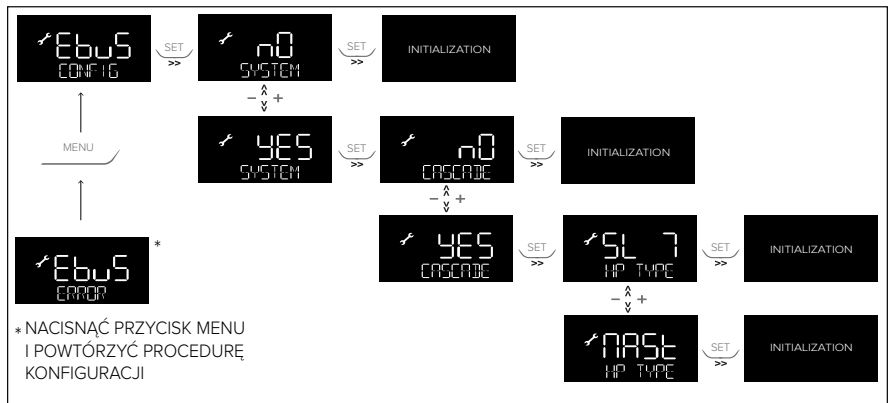 EbuS
CONFIG
SET
>>
nO
SYSTEM
SET
>>
INITIALIZATION
- +
MENU
YES
SYSTEM
SET
>>
nO
CASCADE
SET
>>
INITIALIZATION
- +
EbuS
ERROR
*
YES
CASCADE
SET
>>
SL 7
HP TYPE
SET
>>
INITIALIZATION
- +
* NACISNĄĆ PRZYCISK MENU
I POWTÓRZYĆ PROCEDURĘ
KONFIGURACJI
MASt
HP TYPE
SET
>>
INITIALIZATION